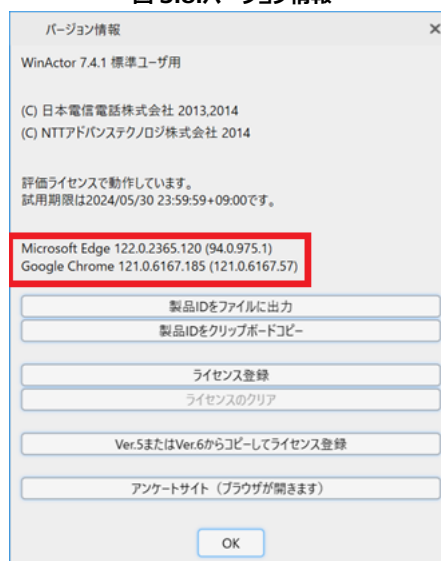 バージョン情報
WinActor 7.4.1 標準ユーザ用
(C) 日本電信電話株式会社 2013,2014
(C) NTTアドバンステクノロジ株式会社 2014
評価ライセンスで動作しています。
試用期限は2024/05/30 23:59:59+09:00です。
Microsoft Edge 122.0.2365.120 (94.0.975.1)
Google Chrome 121.0.6167.185 (121.0.6167.57)
製品IDをファイルに出力
製品IDをクリップボードコピー
ライセンス登録
ライセンスのクリア
Ver.5またはVer.6からコピーしてライセンス登録
アンケートサイト（ブラウザが開きます）
OK